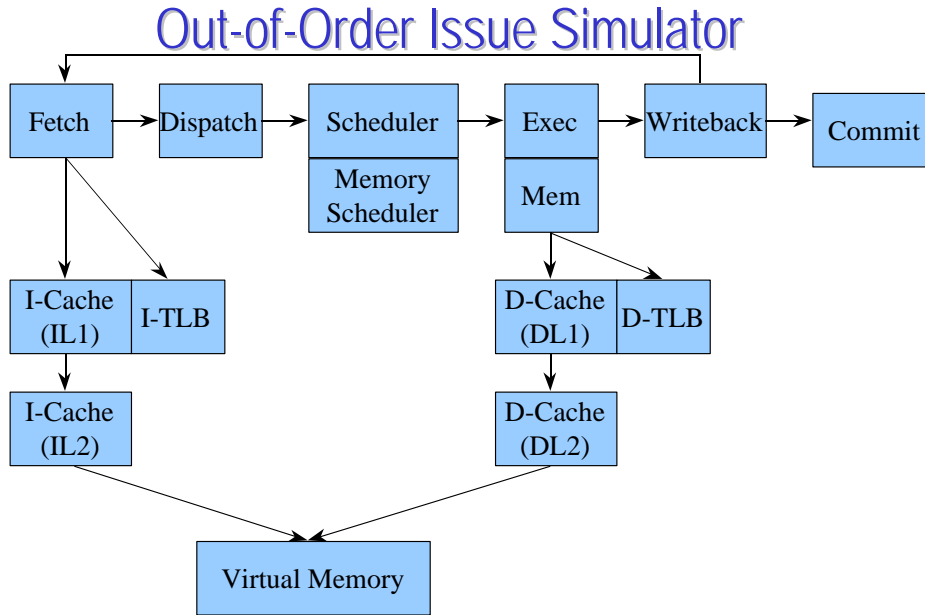 Out-of-Order Issue Simulator
Fetch
Dispatch
Scheduler
Exec
Writeback
Commit
Memory
Scheduler
Mem
I-Cache
(IL1)
I-TLB
D-Cache
(DL1)
D-TLB
I-Cache
(IL2)
D-Cache
(DL2)
Virtual Memory